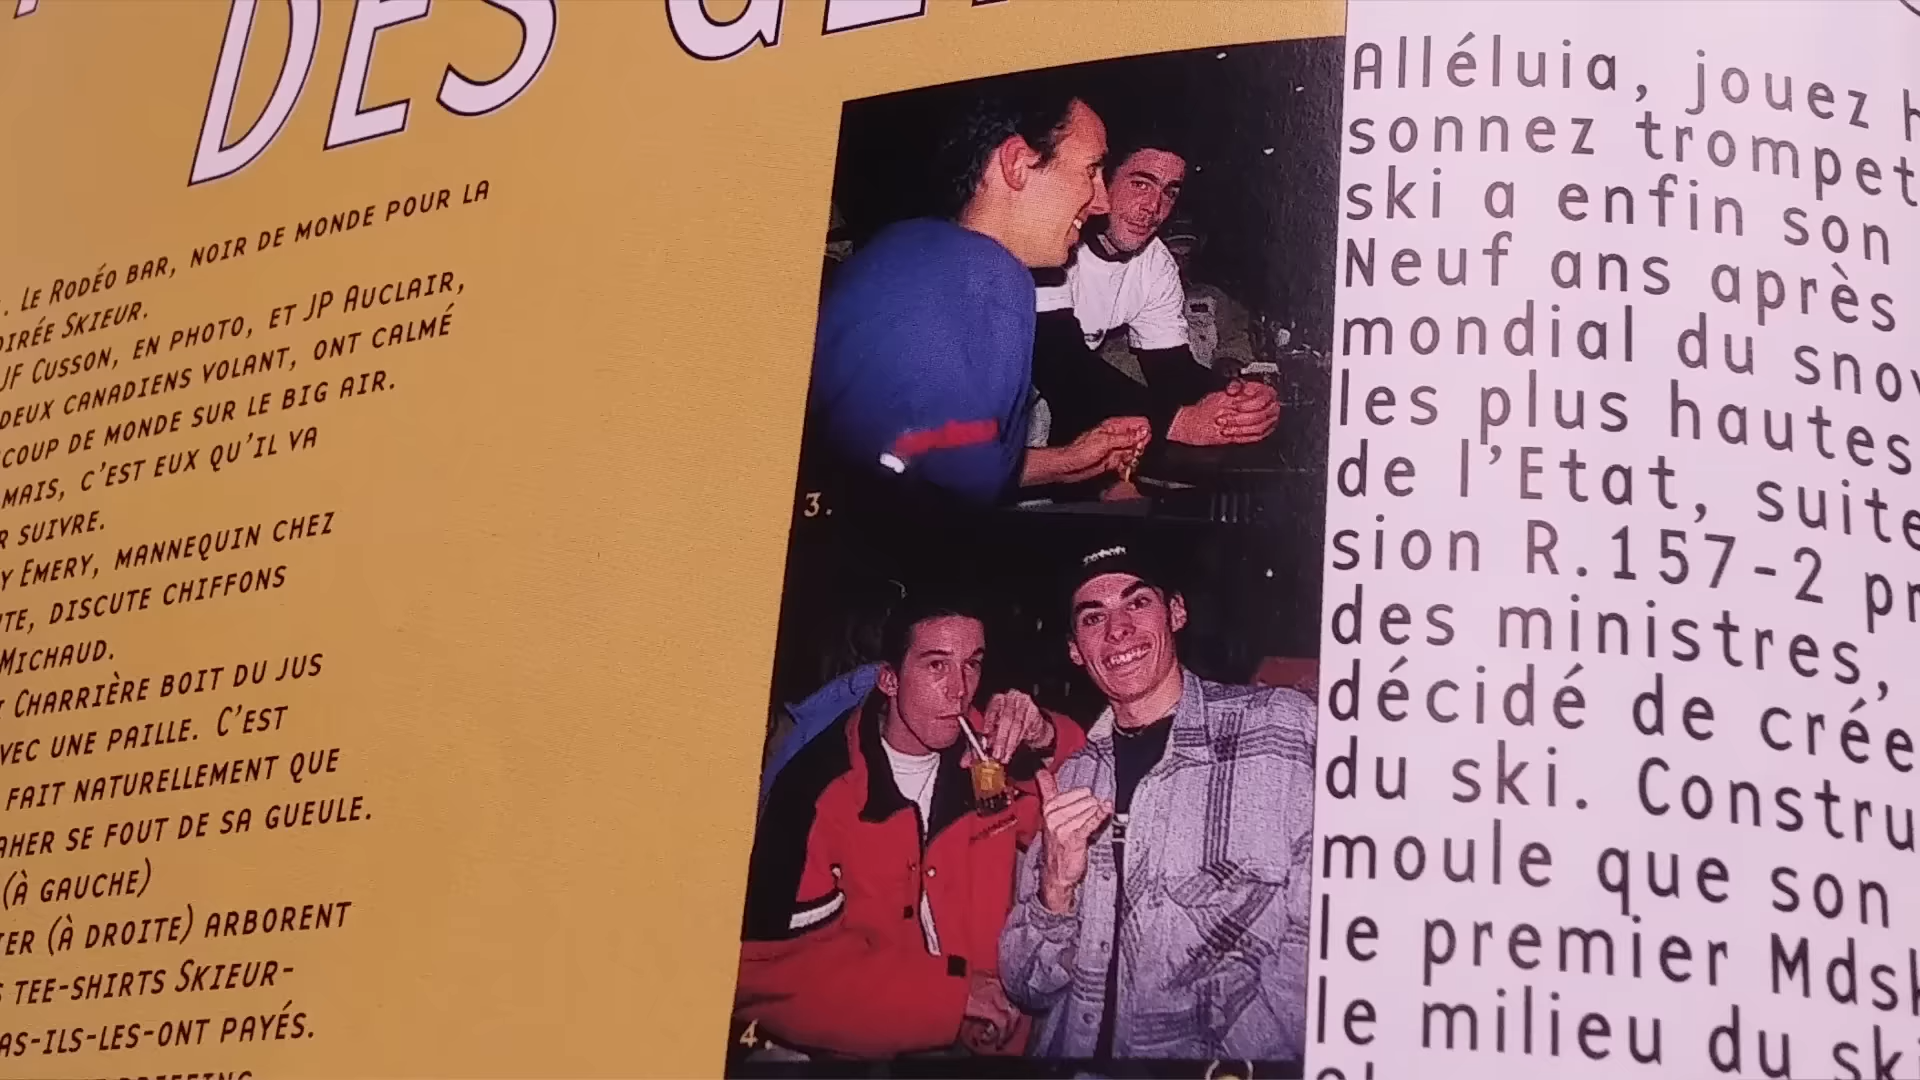 DES
. LE RODÉO BAR, NOIR DE MONDE POUR LA
SOIRÉE SKIEUR.
JF CUSSON, EN PHOTO, ET JP AUCLAIR,
DEUX CANADIENS VOLANT, ONT CALMÉ
COUP DE MONDE SUR LE BIG AIR.
MAIS, C'EST EUX QU'IL VA
R SUIVRE.
Y EMERY, MANNEQUIN CHEZ
TE, DISCUTE CHIFFONS
MICHAUD.
CHARRIÈRE BOIT DU JUS
VEC UNE PAILLE. C'EST
FAIT NATURELLEMENT QUE
AHER SE FOUT DE SA GUEULE.
(À GAUCHE)
IER (À DROITE) ARBORENT
S TEE-SHIRTS SKIEUR-
AS-ILS-LES-ONT PAYÉS.
3.
4.
Alléluia, jouez
sonnez trompet
ski a enfin son
Neuf ans après
mondial du snow
les plus hautes
de l'Etat, suite
sion R.157-2 pr
des ministres,
décidé de crée
du ski. Constru
moule que son
le premier Mdsk
le milieu du sk